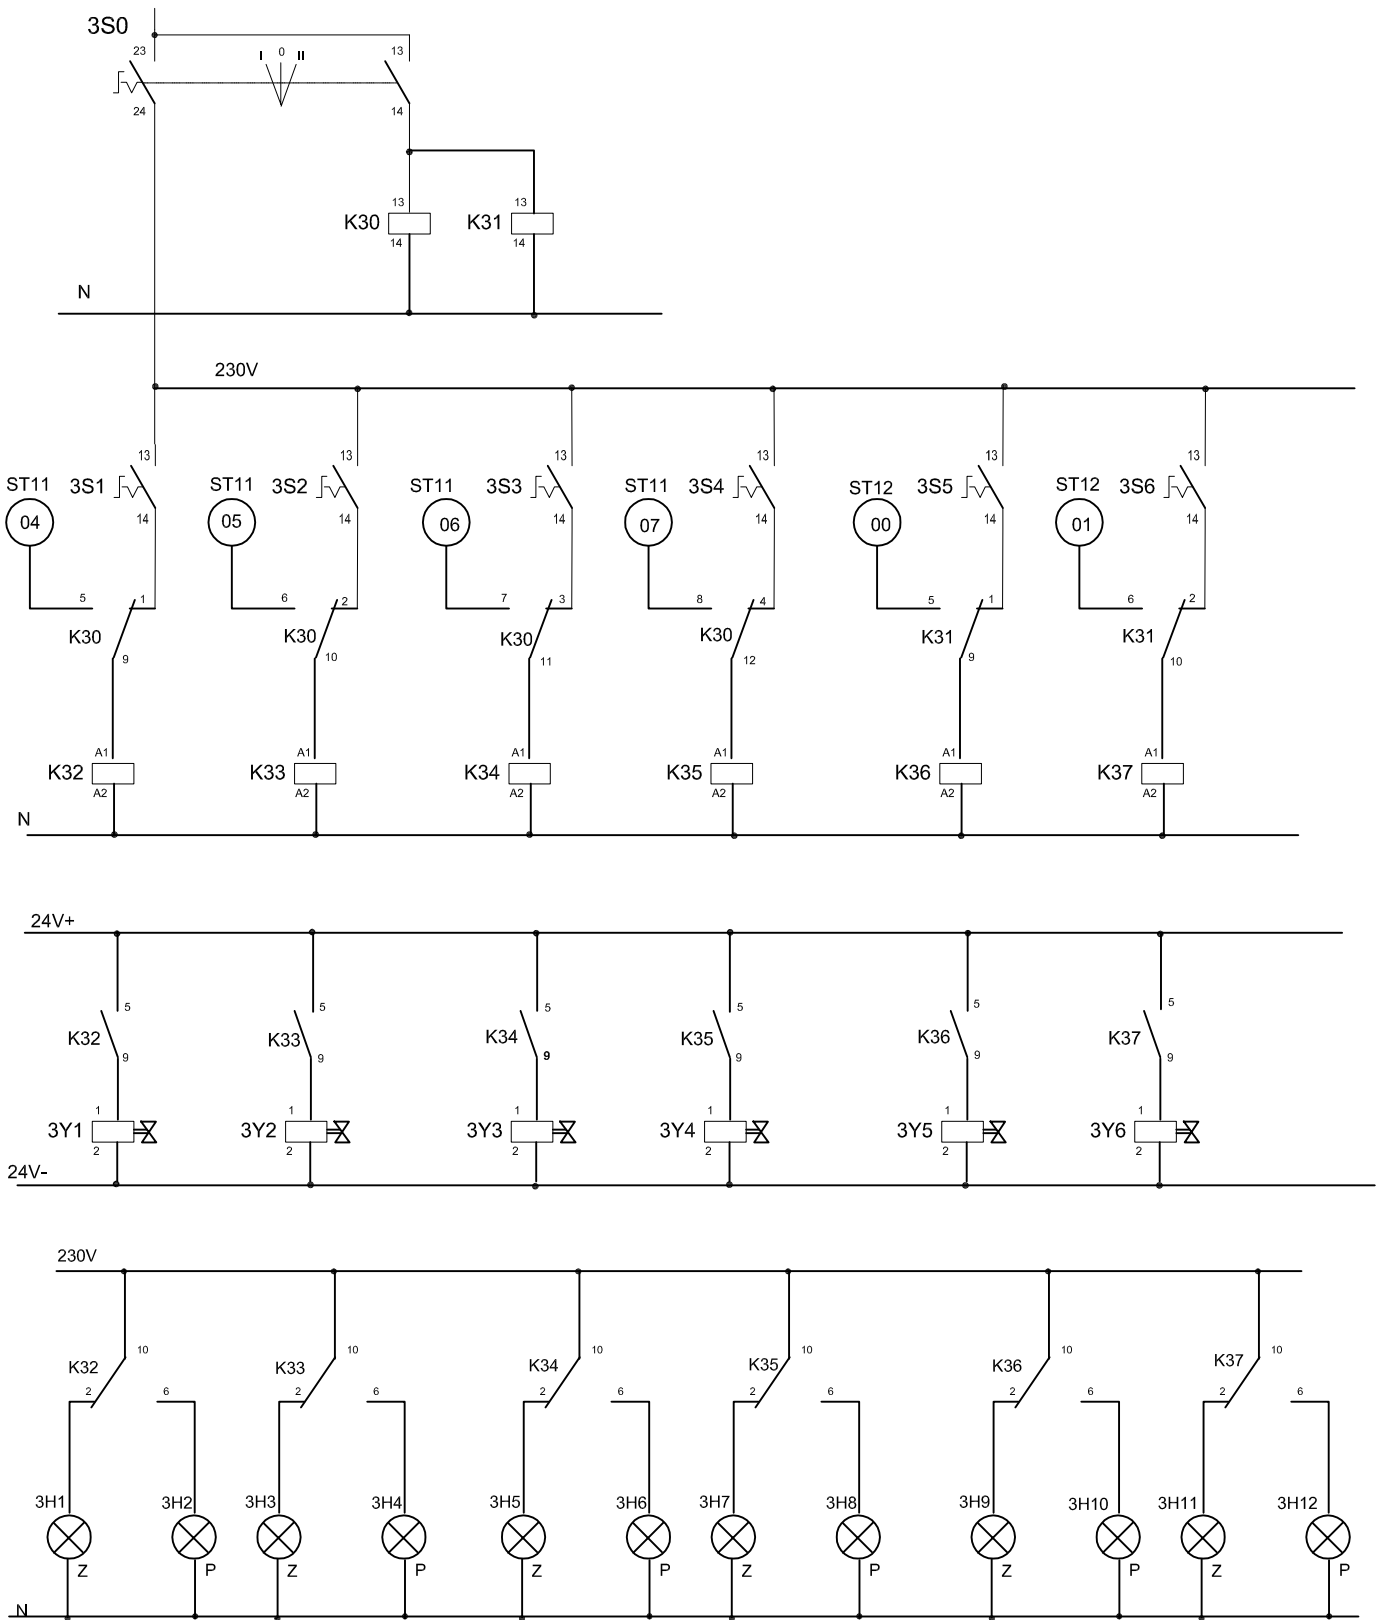 3S0
23 I 0 II 13
24 14
13 13
K30 K31
14 14
N
230V
13 13 13 13 13 13
ST11 3S1 ST11 3S2 ST11 3S3 ST11 3S4 ST12 3S5 ST12 3S6
04 14 05 14 06 14 07 14 00 14 01 14
5 1 6 2 7 3 8 4 5 1 6 2
K30 K30 K30 K30 K31 K31
9 10 11 12 9 10
A1 A1 A1 A1 A1 A1
K32 K33 K34 K35 K36 K37
A2 A2 A2 A2 A2 A2
N
24V+
5 5 5 5 5 5
K32 K33 K34 K35 K36 K37
9 9 9 9 9 9
1 1 1 1 1 1
3Y1 3Y2 3Y3 3Y4 3Y5 3Y6
2 2 2 2 2 2
24V-
230V
10 10 10 10 10 10
K32 K33 K34 K35 K36 K37
2 6 2 6 2 6 2 6 2 6 2 6
3H1 3H2 3H3 3H4 3H5 3H6 3H7 3H8 3H9 3H10 3H11 3H12
Z P Z P Z P Z P Z P Z P
N